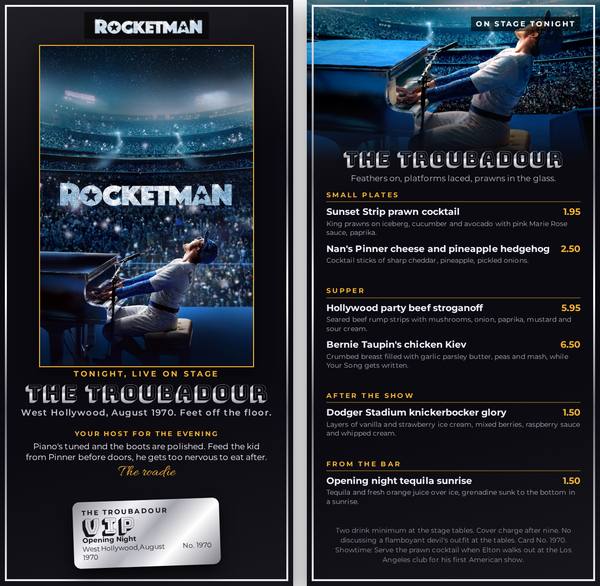 ROCKETMAN
ROCKETMAN
TONIGHT, LIVE ON STAGE
THE TROUBADOUR
West Hollywood, August 1970. Feet off the floor.
YOUR HOST FOR THE EVENING
Piano's tuned and the boots are polished. Feed the kid
from Pinner before doors, he gets too nervous to eat after.
The roadie
THE TROUBADOUR
VIP
Opening Night
West Hollywood,August
1970
No. 1970
ON STAGE TONIGHT
THE TROUBADOUR
Feathers on, platforms laced, prawns in the glass.
SMALL PLATES
Sunset Strip prawn cocktail 1.95
King prawns on iceberg, cucumber and avocado with pink Marie Rose
sauce, paprika.
Nan's Pinner cheese and pineapple hedgehog 2.50
Cocktail sticks of sharp cheddar, pineapple, pickled onions.
SUPPER
Hollywood party beef stroganoff 5.95
Seared beef rump strips with mushrooms, onion, paprika, mustard and
sour cream.
Bernie Taupin's chicken Kiev 6.50
Crumbed breast filled with garlic parsley butter, peas and mash, while
Your Song gets written.
AFTER THE SHOW
Dodger Stadium knickerbocker glory 1.50
Layers of vanilla and strawberry ice cream, mixed berries, raspberry sauce
and whipped cream.
FROM THE BAR
Opening night tequila sunrise 1.50
Tequila and fresh orange juice over ice, grenadine sunk to the bottom in
a sunrise.
Two drink minimum at the stage tables. Cover charge after nine. No
discussing a flamboyant devil's outfit at the tables. Card No. 1970.
Showtime: Serve the prawn cocktail when Elton walks out at the Los
Angeles club for his first American show.